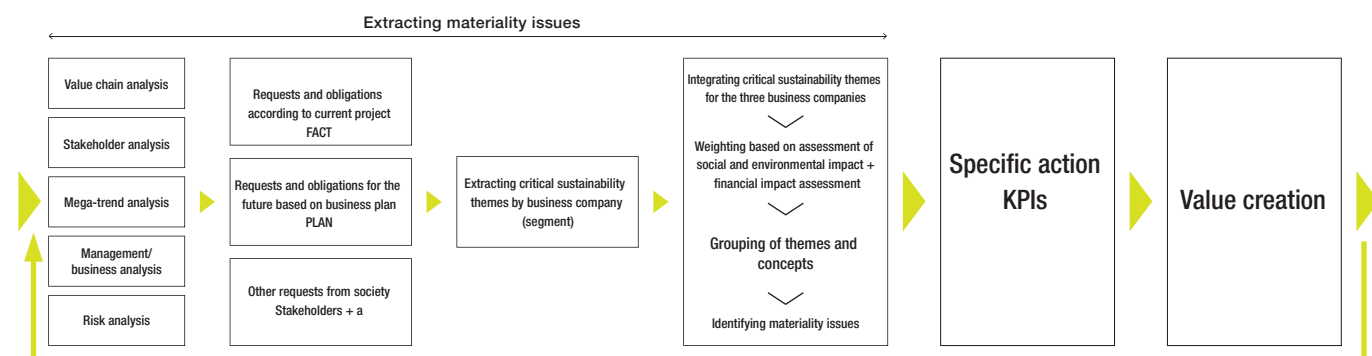 Extracting materiality issues
Value chain analysis
Stakeholder analysis
Mega-trend analysis
Management/
business analysis
Risk analysis
Requests and obligations
according to current project
FACT
Requests and obligations for the
future based on business plan
PLAN
Other requests from society
Stakeholders + a
Extracting critical sustainability
themes by business company
(segment)
Integrating critical sustainability themes
for the three business companies
Weighting based on assessment of
social and environmental impact +
financial impact assessment
Grouping of themes and
concepts
Identifying materiality issues
Specific action
KPIs
Value creation